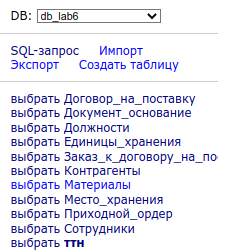 DB: db_lab6
SQL-запрос Импорт
Экспорт Создать таблицу
выбрать Договор_на_поставку
выбрать Документ_основание
выбрать Должности
выбрать Единицы_хранения
выбрать Заказ_к_договору_на_по
выбрать Контрагенты
выбрать Материалы
выбрать Место_хранения
выбрать Приходной_ордер
выбрать Сотрудники
выбрать ттн